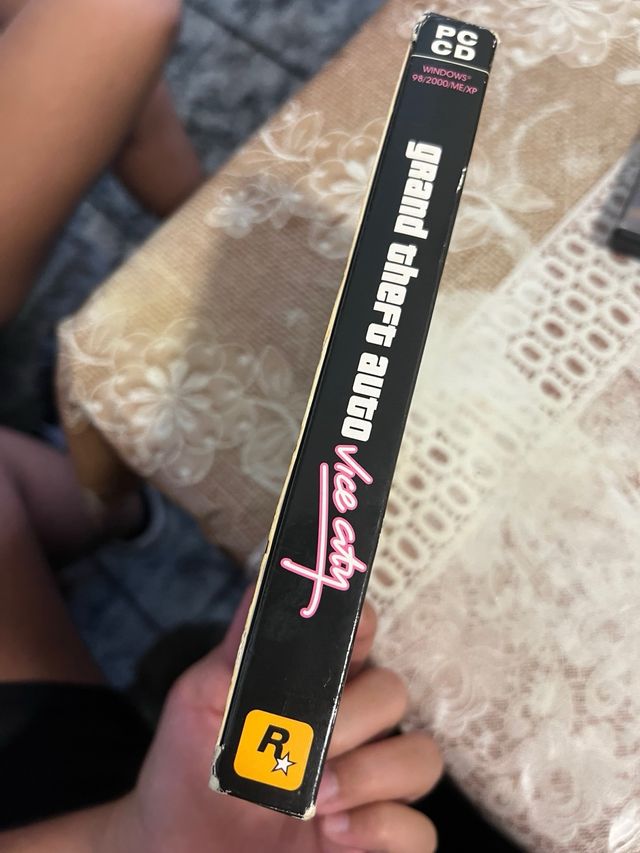 PC
CD
WINDOWS®
98/2000/ME/XP
grand theft auto
vice city
R